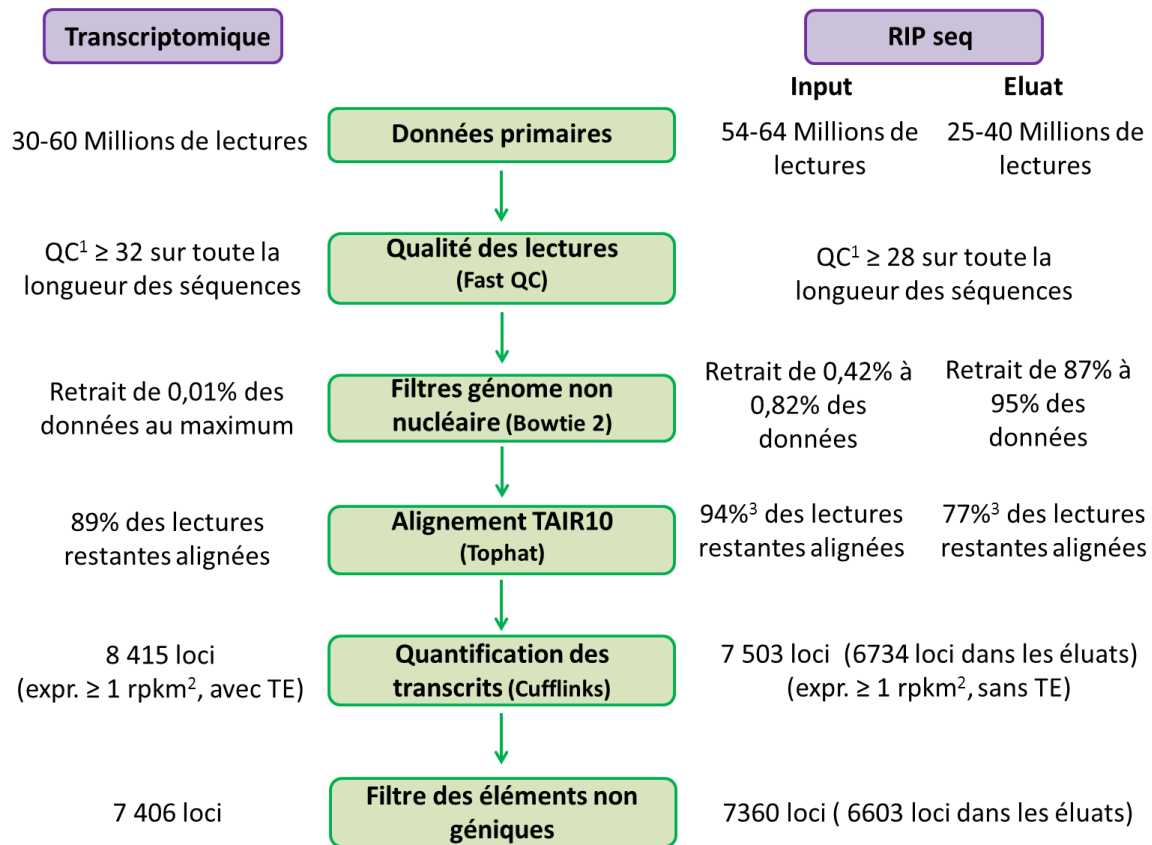 Transcriptomique
RIP seq
Input
Eluat
30-60 Millions de lectures
Données primaires
54-64 Millions de
lectures
25-40 Millions de
lectures
QC¹ ≥ 32 sur toute la
longueur des séquences
Qualité des lectures
(Fast QC)
QC¹ ≥ 28 sur toute la
longueur des séquences
Retrait de 0,01% des
données au maximum
Filtres génome non
nucléaire (Bowtie 2)
Retrait de 0,42% à
0,82% des
données
Retrait de 87% à
95% des
données
89% des lectures
restantes alignées
Alignement TAIR10
(Tophat)
94%³ des lectures
restantes alignées
77%³ des lectures
restantes alignées
8 415 loci
(expr. ≥ 1 rpkm², avec TE)
Quantification des
transcrits (Cufflinks)
7 503 loci (6734 loci dans les éluats)
(expr. ≥ 1 rpkm², sans TE)
7 406 loci
Filtre des éléments non
géniques
7360 loci ( 6603 loci dans les éluats)